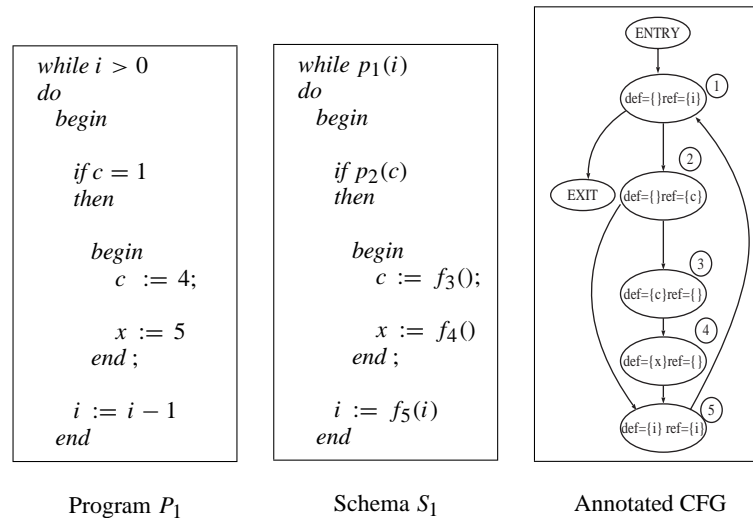 while i > 0
do
begin
if c = 1
then
begin
c := 4;
x := 5
end ;
i := i − 1
end
Program P₁
while p₁(i)
do
begin
if p₂(c)
then
begin
c := f₃();
x := f₄()
end ;
i := f₅(i)
end
Schema S₁
ENTRY
1
def={}ref={i}
2
EXIT
def={}ref={c}
3
def={c}ref={}
4
def={x}ref={}
5
def={i} ref={i}
Annotated CFG